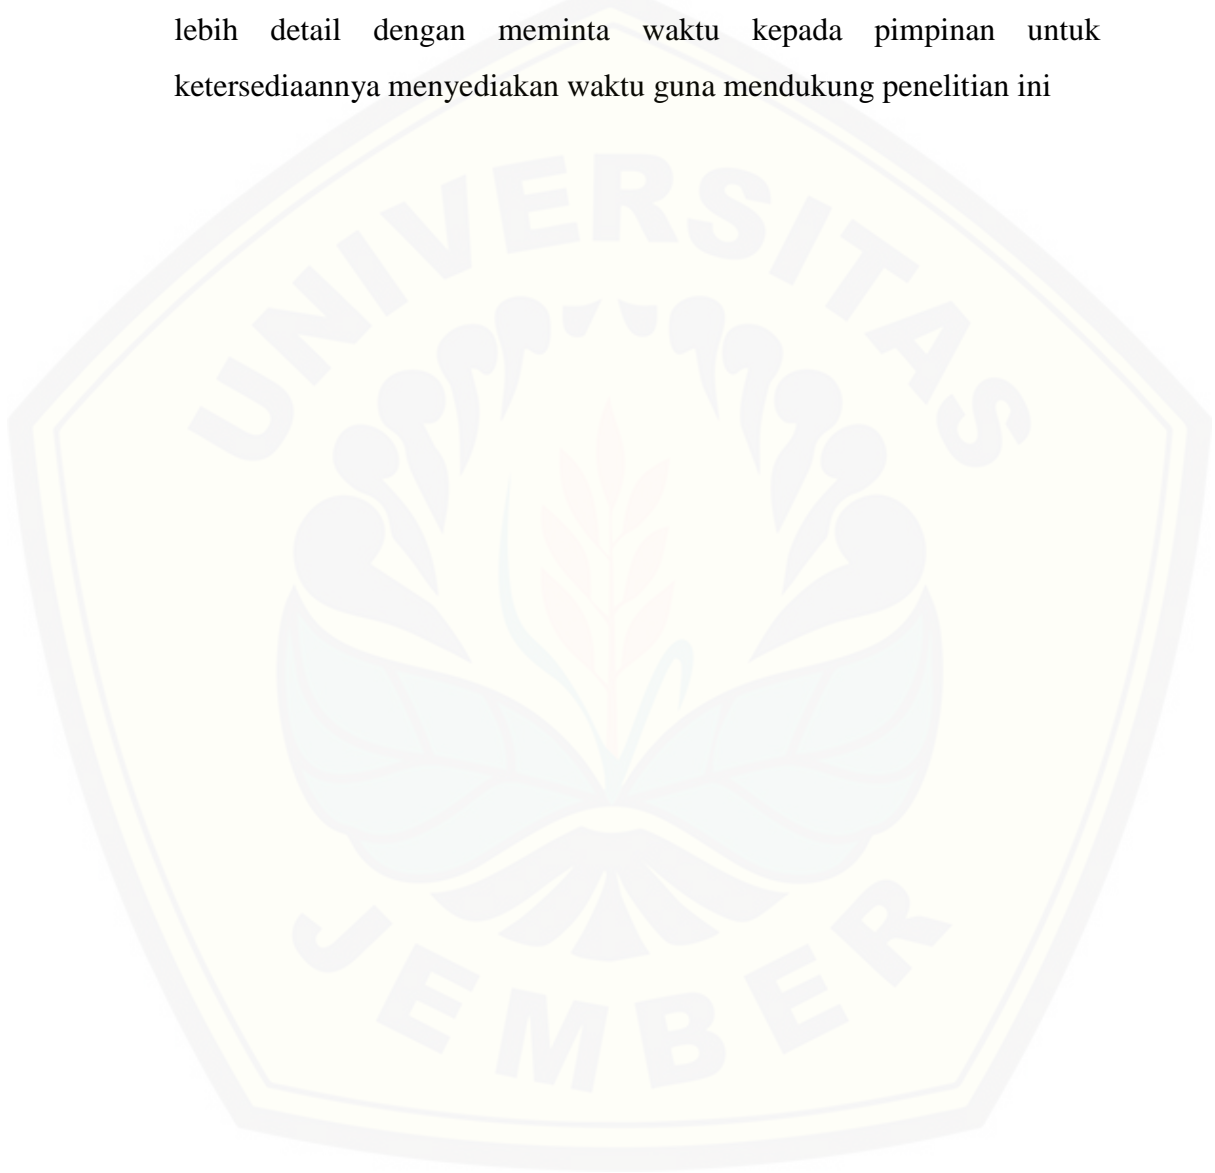 lebih detail dengan meminta waktu kepada pimpinan untuk
ketersediaannya menyediakan waktu guna mendukung penelitian ini
UNIVERSITAS
JEMBER